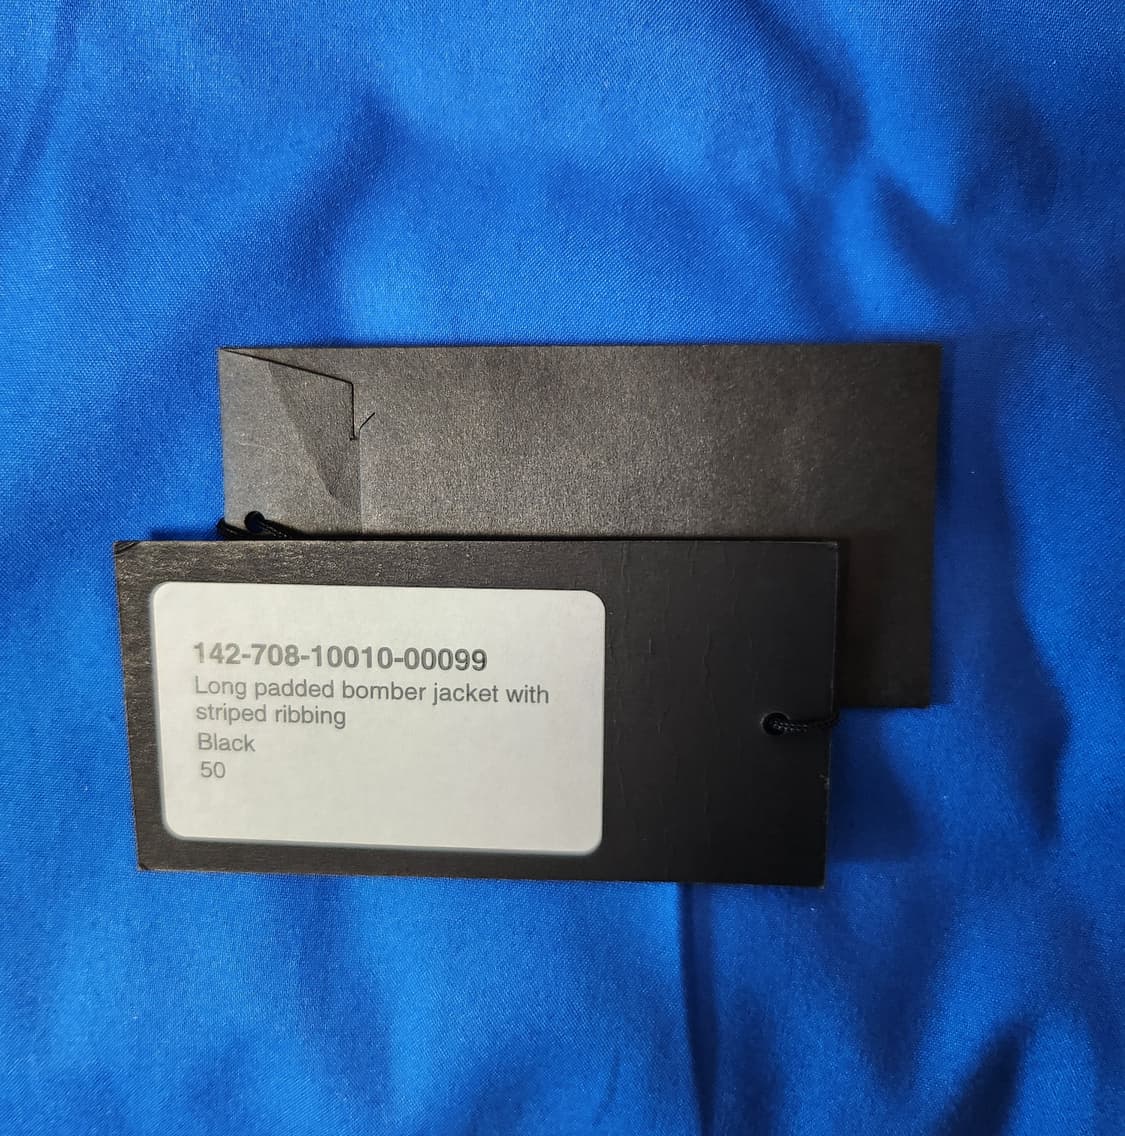 142-708-10010-00099
Long padded bomber jacket with
striped ribbing
Black
50